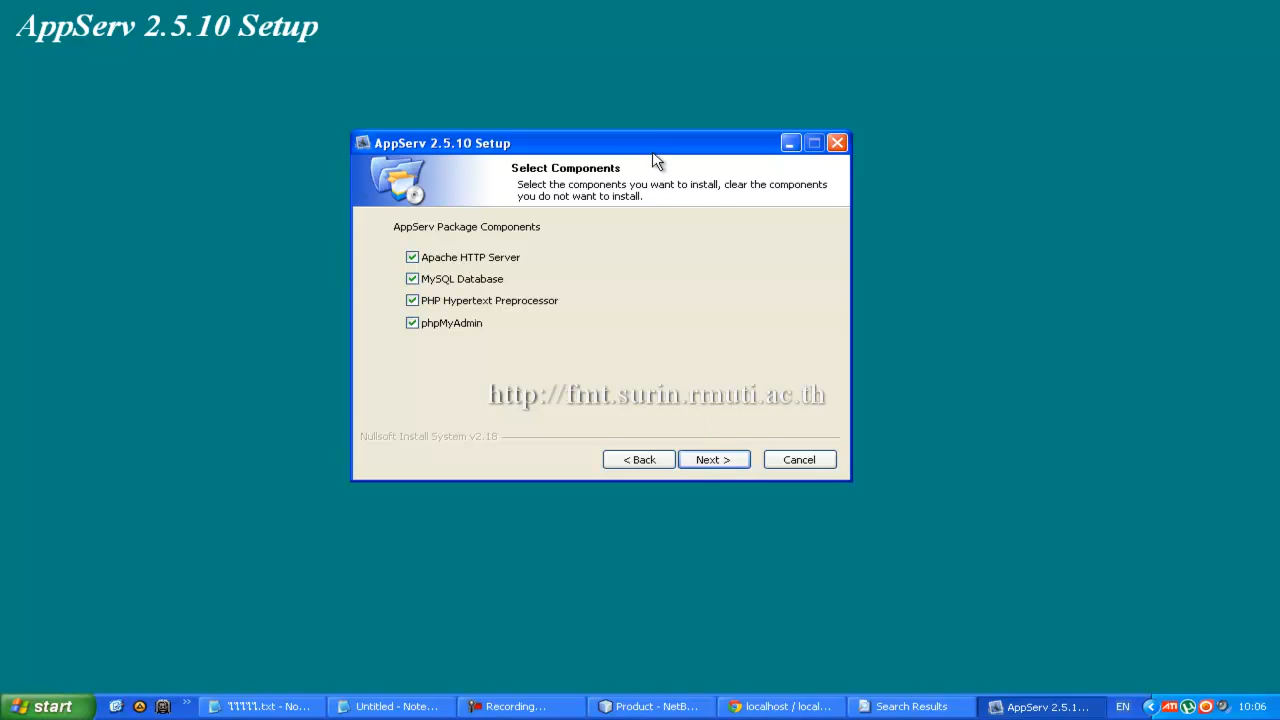 AppServ 2.5.10 Setup
AppServ 2.5.10 Setup
Select Components
Select the components you want to install, clear the components
you do not want to install.
AppServ Package Components
Apache HTTP Server
MySQL Database
PHP Hypertext Preprocessor
phpMyAdmin
http://fmt.surin.rmuti.ac.th
Nullsoft Install System v2.18
< Back
Next >
Cancel
start
.txt - No...
Untitled - Note...
Recording...
Product - NetB...
localhost / local...
Search Results
AppServ 2.5.1...
EN
ATI
10:06